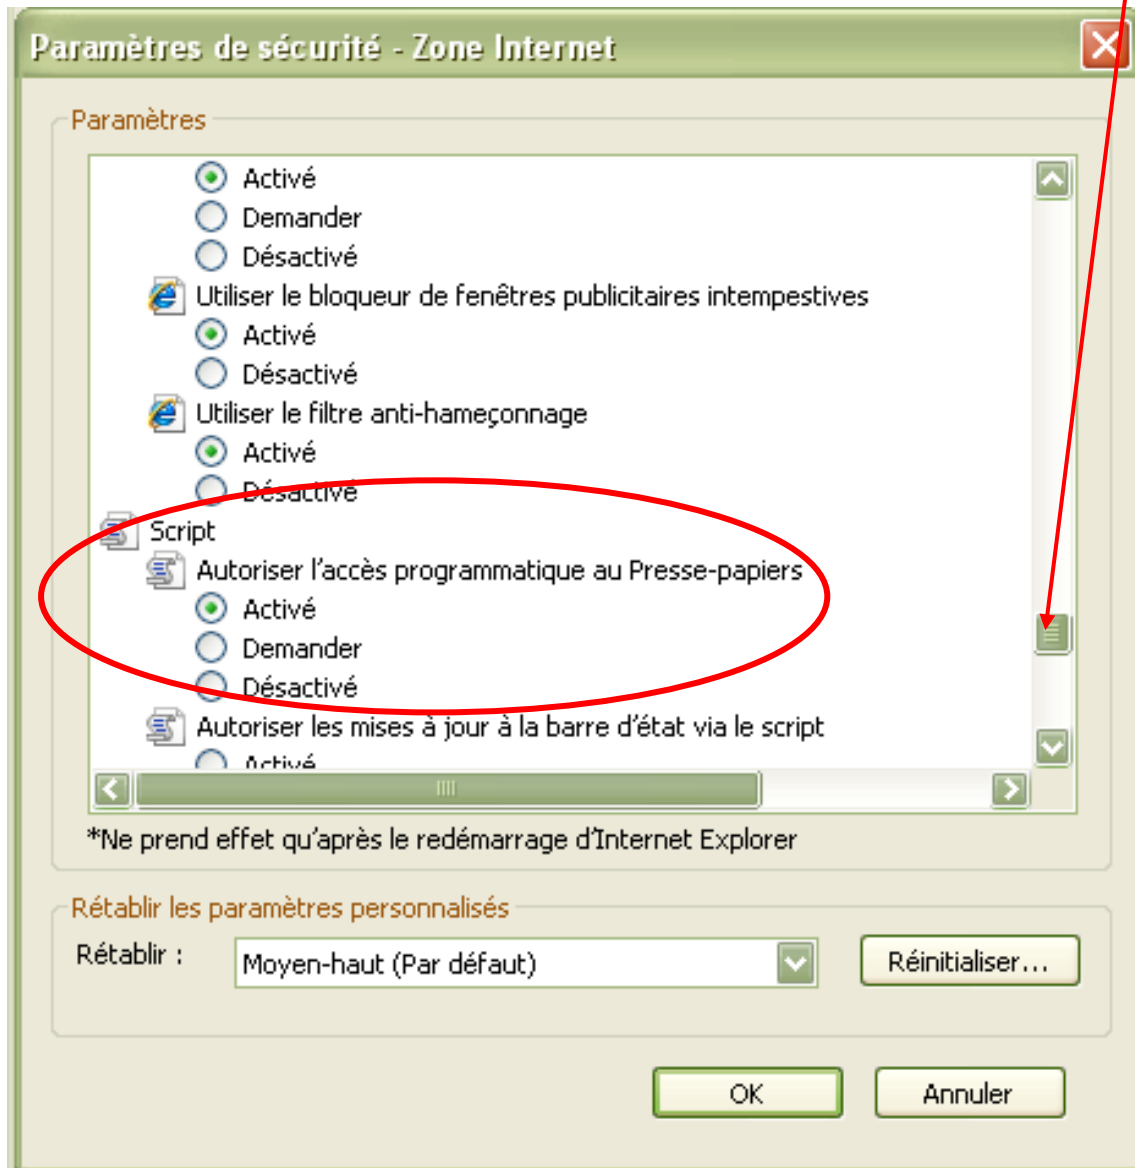 Paramètres de sécurité - Zone Internet
Paramètres
Activé
Demander
Désactivé
Utiliser le bloqueur de fenêtres publicitaires intempestives
Activé
Désactivé
Utiliser le filtre anti-hameçonnage
Activé
Désactivé
Script
Autoriser l'accès programmatique au Presse-papiers
Activé
Demander
Désactivé
Autoriser les mises à jour à la barre d'état via le script
Activé
*Ne prend effet qu'après le redémarrage d'Internet Explorer
Rétablir les paramètres personnalisés
Rétablir :
Moyen-haut (Par défaut)
Réinitialiser...
OK
Annuler